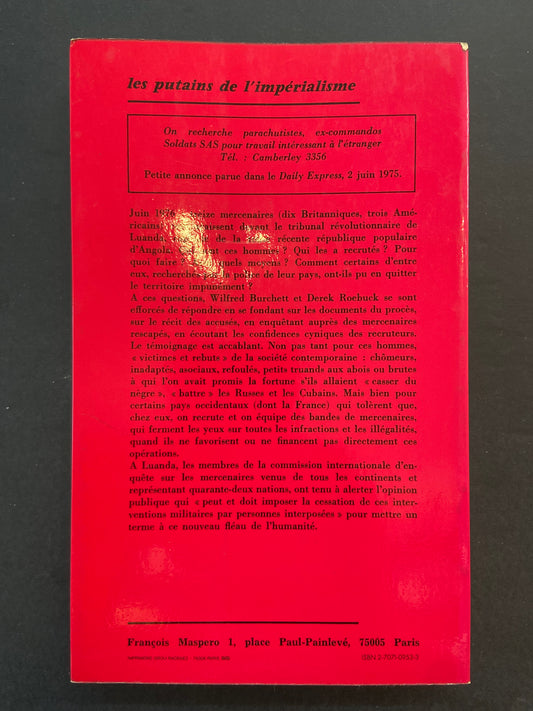 les putains de l'impérialisme
On recherche parachutistes, ex-commandos
Soldats SAS pour travail intéressant à l'étranger
Tél. : Camberley 3356
Petite annonce parue dans le Daily Express, 2 juin 1975.
Juin 1976 : treize mercenaires (dix Britanniques, trois Amé-
ricains) devant le tribunal révolutionnaire de
Luanda, de la récente république populaire
d'Angola. ces hommes ? Qui les a recrutés ? Pour
quoi faire ? quels moyens ? Comment certains d'entre
eux, recherchés par la police de leur pays, ont-ils pu en quitter
le territoire impunément ?
A ces questions, Wilfred Burchett et Derek Roebuck se sont
efforcés de répondre en se fondant sur les documents du procès,
sur le récit des accusés, en enquêtant auprès des mercenaires
rescapés, en écoutant les confidences cyniques des recruteurs.
Le témoignage est accablant. Non pas tant pour ces hommes,
« victimes et rebuts » de la société contemporaine : chômeurs,
inadaptés, asociaux, refoulés, petits truands aux abois ou brutes
à qui l'on avait promis la fortune s'ils allaient « casser du
nègre », « battre » les Russes et les Cubains. Mais bien pour
certains pays occidentaux (dont la France) qui tolèrent que,
chez eux, on recrute et on équipe des bandes de mercenaires,
qui ferment les yeux sur toutes les infractions et les illégalités,
quand ils ne favorisent ou ne financent pas directement ces
opérations.
A Luanda, les membres de la commission internationale d'en-
quête sur les mercenaires venus de tous les continents et
représentant quarante-deux nations, ont tenu à alerter l'opinion
publique qui « peut et doit imposer la cessation de ces inter-
ventions militaires par personnes interposées » pour mettre un
terme à ce nouveau fléau de l'humanité.
François Maspero 1, place Paul-Painlevé, 75005 Paris
ISBN 2-7071-0953-3